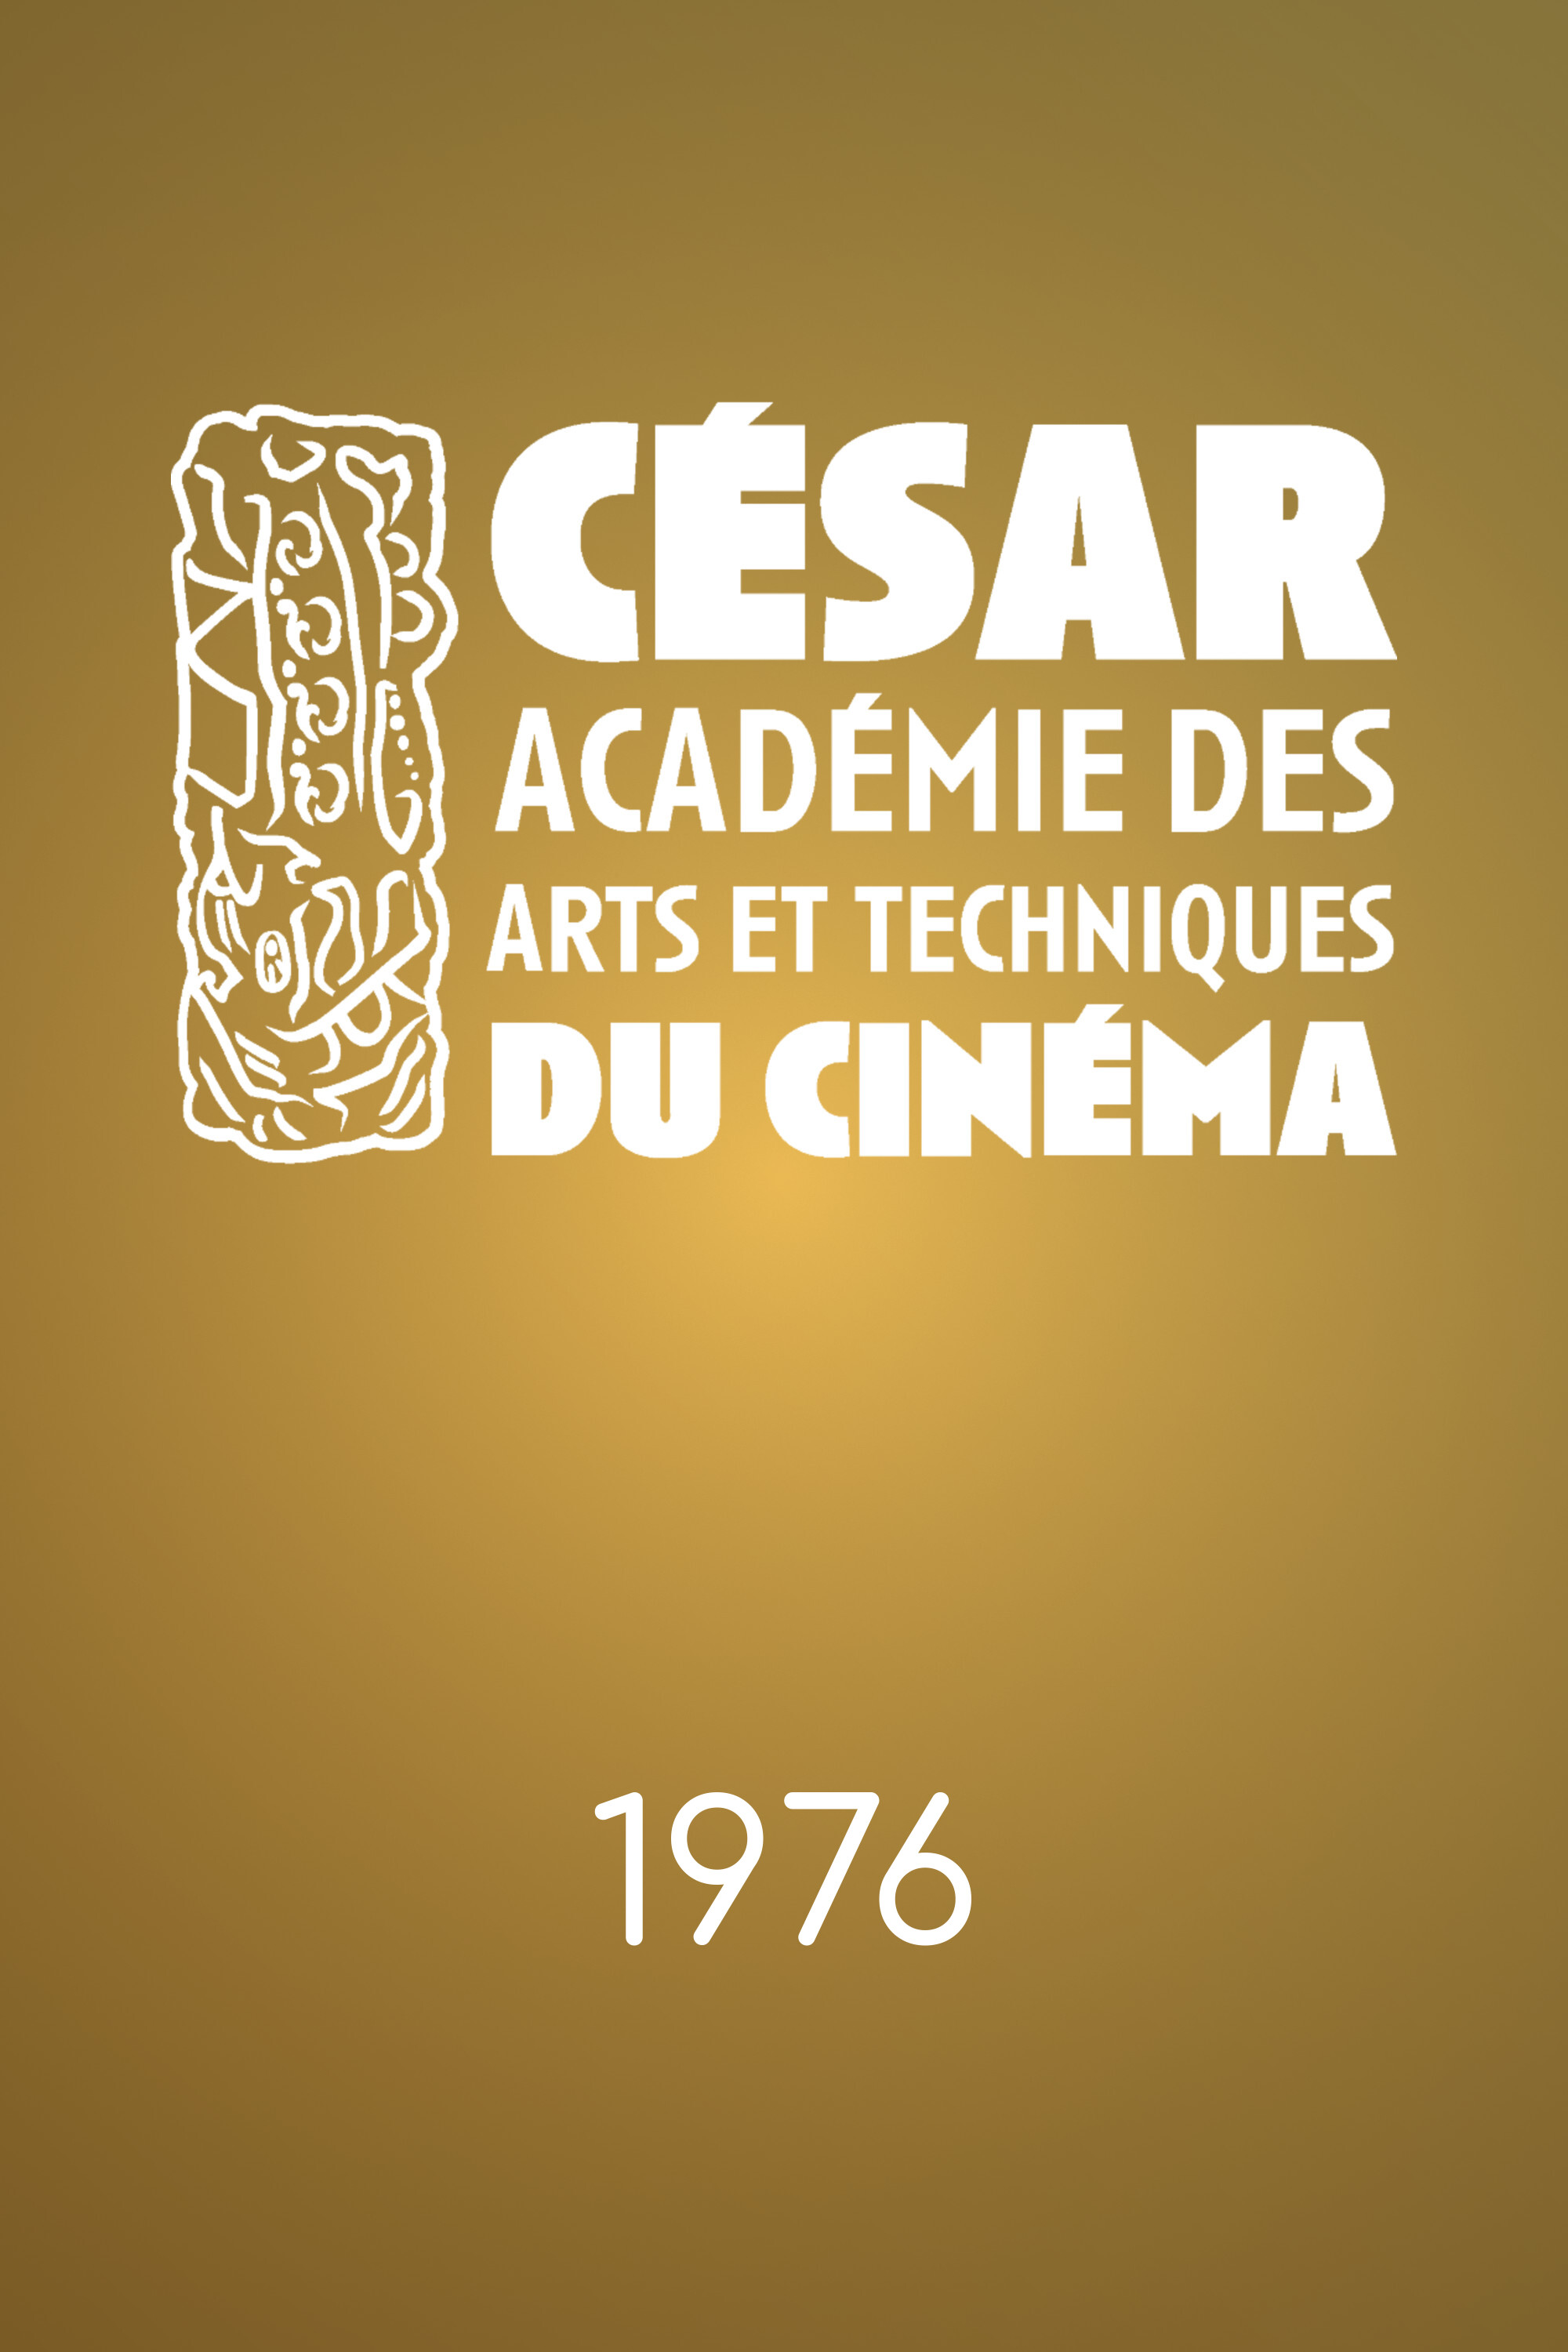 CÉSAR
ACADÉMIE DES
ARTS ET TECHNIQUES
DU CINÉMA
1976